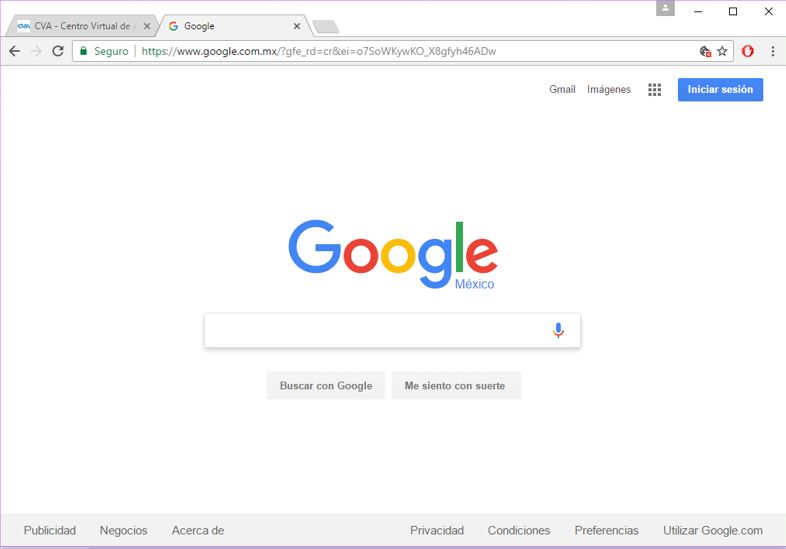 CVA - Centro Virtual de A
Google
Seguro
https://www.google.com.mx/?gfe_rd=cr&ei=o7SoWKywKO_X8gfyh46ADw
Gmail Imágenes Iniciar sesión
Google
México
Buscar con Google Me siento con suerte
Publicidad Negocios Acerca de Privacidad Condiciones Preferencias Utilizar Google.com